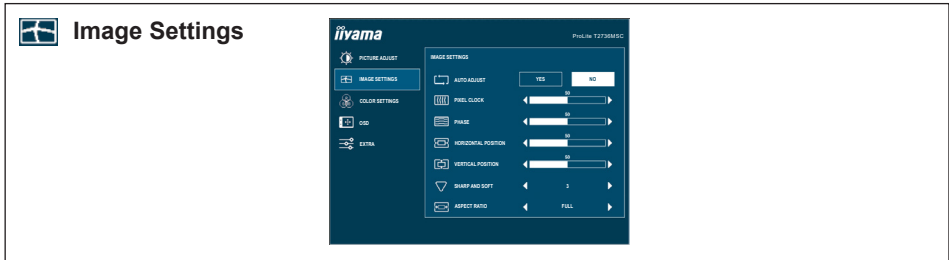 Image Settings
iiyama
ProLite T2736MSC
PICTURE ADJUST
IMAGE SETTINGS
COLOR SETTINGS
OSD
EXTRA
IMAGE SETTINGS
AUTO ADJUST YES NO
50
PIXEL CLOCK
50
PHASE
50
HORIZONTAL POSITION
50
VERTICAL POSITION
SHARP AND SOFT 3
ASPECT RATIO FULL